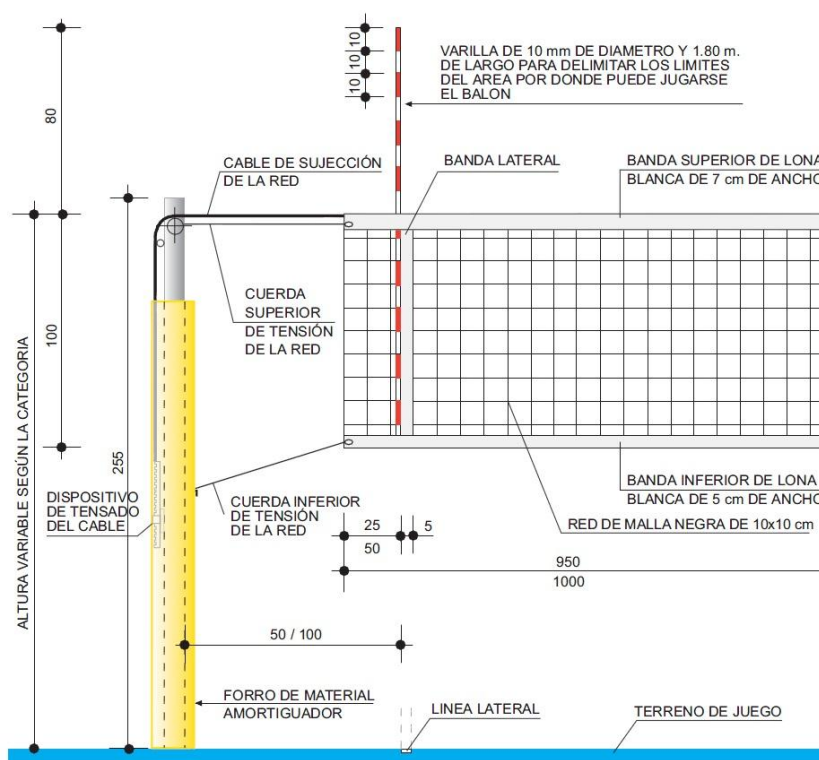 10
10
10
80
VARILLA DE 10 mm DE DIAMETRO Y 1.80 m.
DE LARGO PARA DELIMITAR LOS LIMITES
DEL AREA POR DONDE PUEDE JUGARSE
EL BALON
CABLE DE SUJECCIÓN
DE LA RED
BANDA LATERAL
BANDA SUPERIOR DE LONA
BLANCA DE 7 cm DE ANCHO
CUERDA
SUPERIOR
DE TENSIÓN
DE LA RED
100
ALTURA VARIABLE SEGÚN LA CATEGORIA
255
DISPOSITIVO
DE TENSADO
DEL CABLE
CUERDA INFERIOR
DE TENSIÓN
DE LA RED
BANDA INFERIOR DE LONA
BLANCA DE 5 cm DE ANCHO
RED DE MALLA NEGRA DE 10x10 cm
25
50
5
950
1000
50 / 100
FORRO DE MATERIAL
AMORTIGUADOR
LINEA LATERAL
TERRENO DE JUEGO